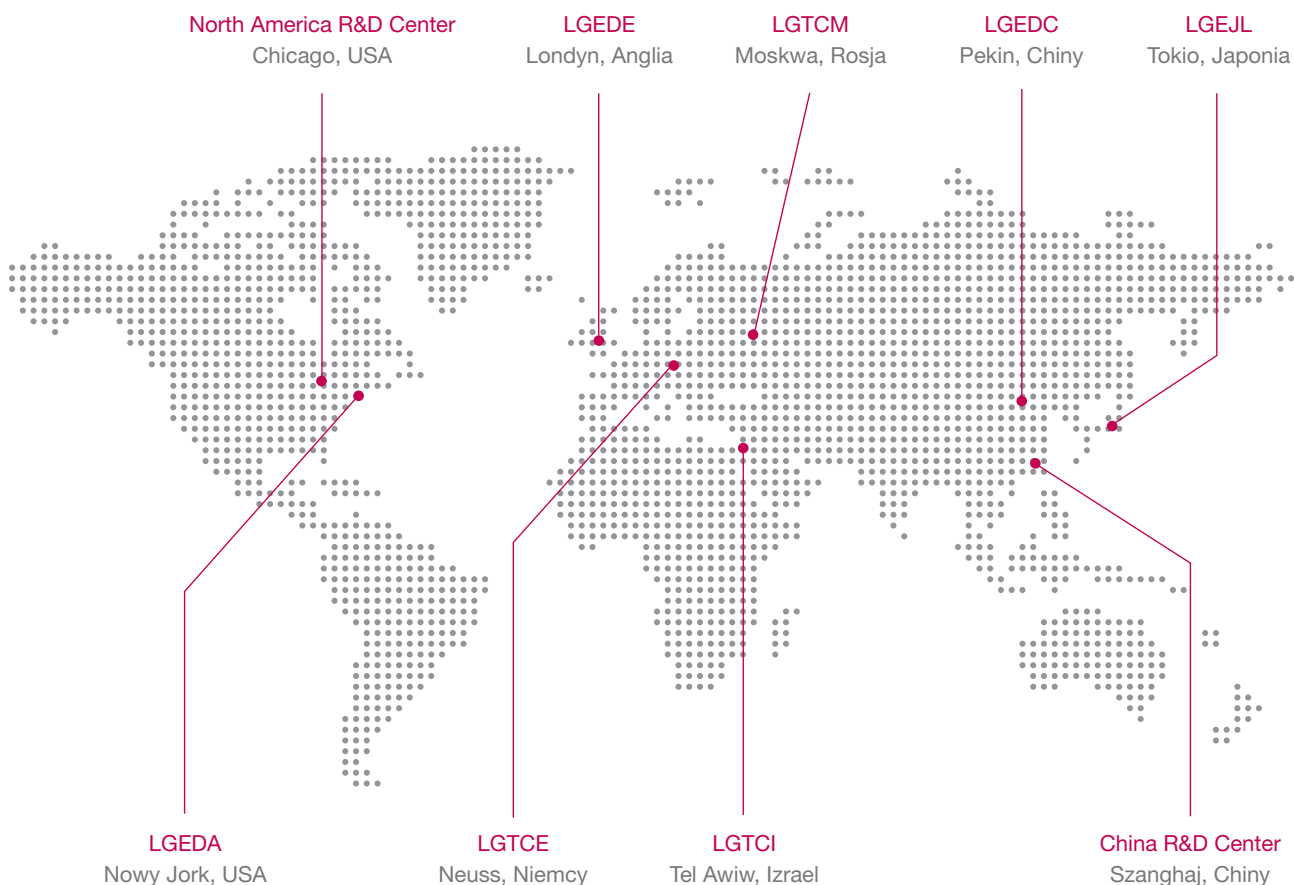 North America R&D Center
Chicago, USA
LGEDE
Londyn, Anglia
LGTCM
Moskwa, Rosja
LGEDC
Pekin, Chiny
LGEJL
Tokio, Japonia
LGEDA
Nowy Jork, USA
LGTCE
Neuss, Niemcy
LGTCI
Tel Awiw, Izrael
China R&D Center
Szanghaj, Chiny